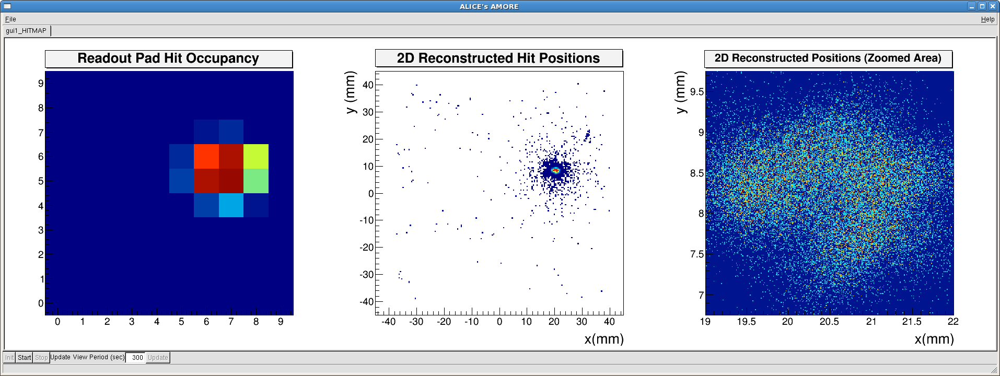 ALICE's AMORE
File
Help
gui1_HITMAP
Readout Pad Hit Occupancy
9
8
7
6
5
4
3
2
1
0
0 1 2 3 4 5 6 7 8 9
2D Reconstructed Hit Positions
y (mm)
40
30
20
10
0
-10
-20
-30
-40
-40 -30 -20 -10 0 10 20 30 40
x(mm)
2D Reconstructed Positions (Zoomed Area)
y (mm)
9.5
9
8.5
8
7.5
7
19 19.5 20 20.5 21 21.5 22
x(mm)
Init Start Stop Update View Period (sec) 300 Update